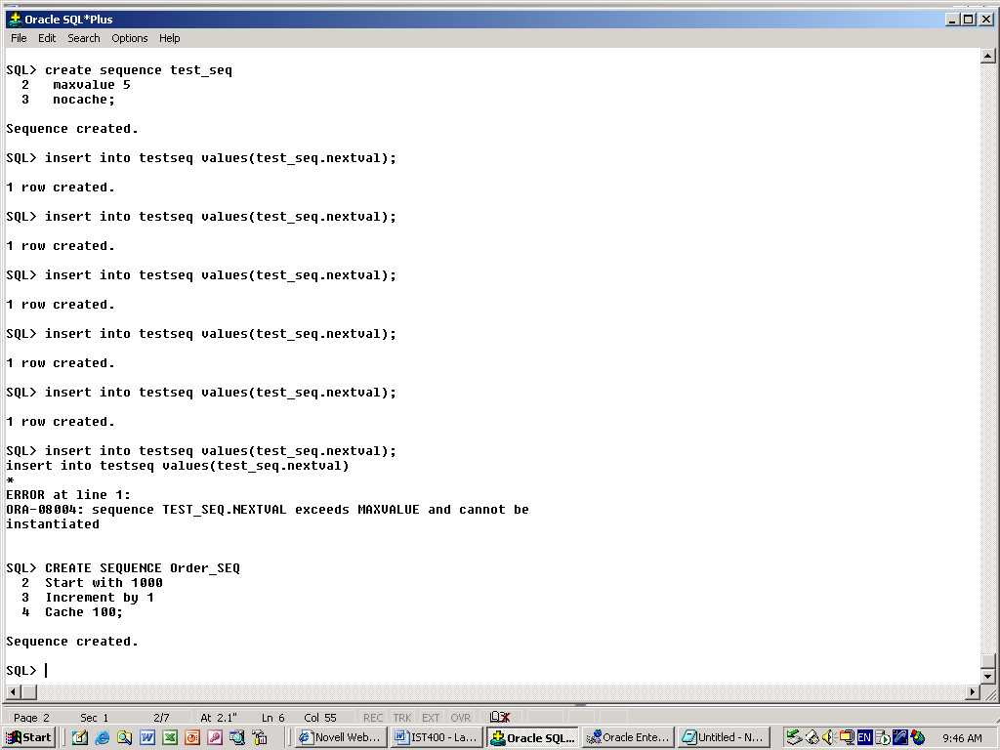 Oracle SQL*Plus
File Edit Search Options Help
SQL> create sequence test_seq
2 maxvalue 5
3 nocache;
Sequence created.
SQL> insert into testseq values(test_seq.nextval);
1 row created.
SQL> insert into testseq values(test_seq.nextval);
1 row created.
SQL> insert into testseq values(test_seq.nextval);
1 row created.
SQL> insert into testseq values(test_seq.nextval);
1 row created.
SQL> insert into testseq values(test_seq.nextval);
1 row created.
SQL> insert into testseq values(test_seq.nextval);
insert into testseq values(test_seq.nextval)
*
ERROR at line 1:
ORA-08004: sequence TEST_SEQ.NEXTVAL exceeds MAXVALUE and cannot be
instantiated
SQL> CREATE SEQUENCE Order_SEQ
2 Start with 1000
3 Increment by 1
4 Cache 100;
Sequence created.
SQL>
Page 2 Sec 1 2/7 At 2.1" Ln 6 Col 55 REC TRK EXT OVR
Start Novell Web... IST400 - La... Oracle SQL... Oracle Ente... Untitled - N... EN 9:46 AM